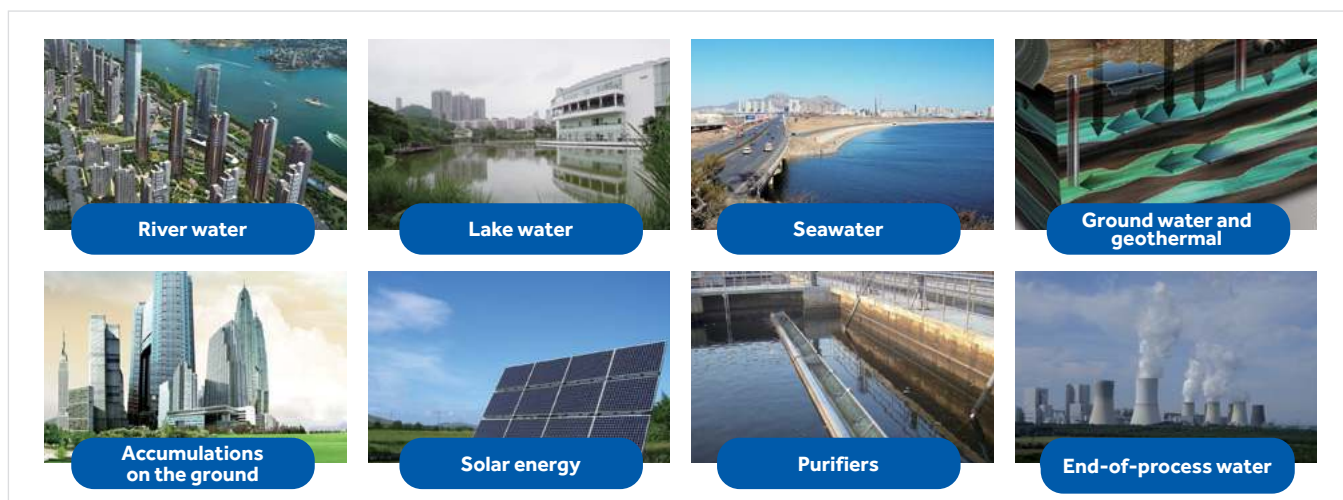 River water
Lake water
Seawater
Ground water and
geothermal
Accumulations
on the ground
Solar energy
Purifiers
End-of-process water